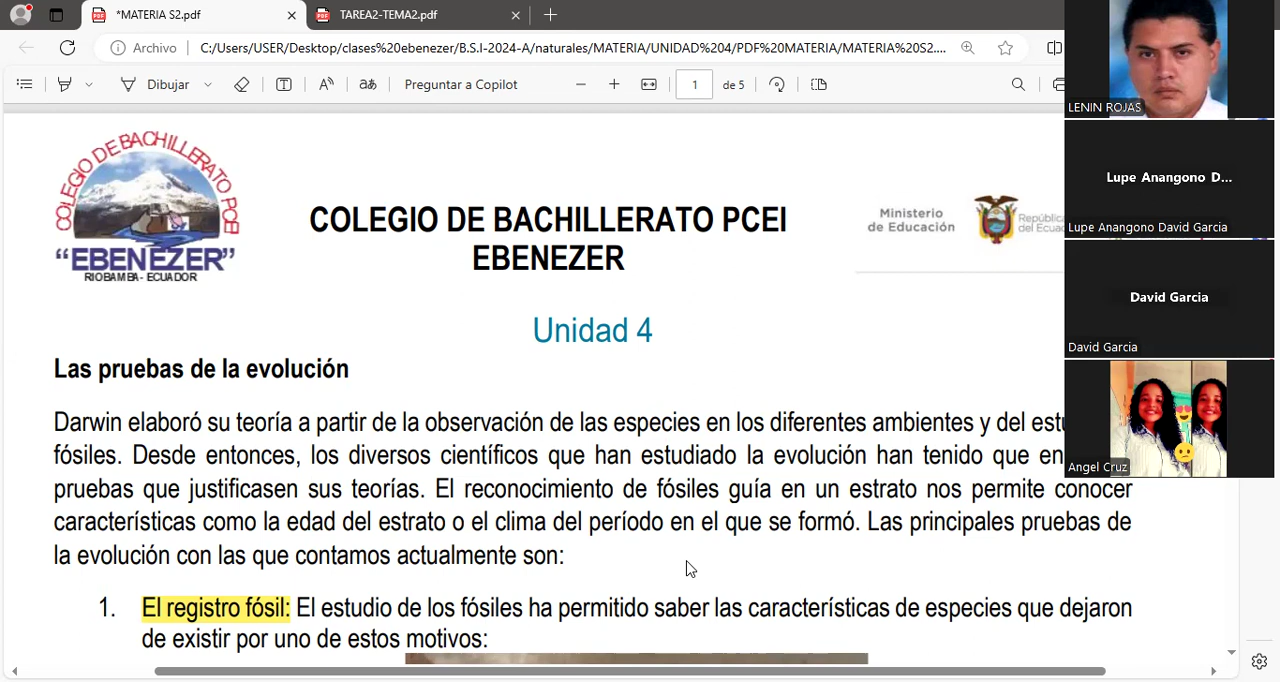 *MATERIA S2.pdf
TAREA2-TEMA2.pdf
Archivo
C:/Users/USER/Desktop/clases%20ebenezer/B.S.I-2024-A/naturales/MATERIA/UNIDAD%204/PDF%20MATERIA/MATERIA%20S2....
Dibujar
Preguntar a Copilot
1
de 5
COLEGIO DE BACHILLERATO PCEI
"EBENEZER"
RIOBAMBA- ECUADOR
COLEGIO DE BACHILLERATO PCEI
EBENEZER
Ministerio
de Educación
República
del Ecua
Unidad 4
Las pruebas de la evolución
Darwin elaboró su teoría a partir de la observación de las especies en los diferentes ambientes y del
fósiles. Desde entonces, los diversos científicos que han estudiado la evolución han tenido que en
pruebas que justificasen sus teorías. El reconocimiento de fósiles guía en un estrato nos permite conocer
características como la edad del estrato o el clima del período en el que se formó. Las principales pruebas de
la evolución con las que contamos actualmente son:
1. El registro fósil: El estudio de los fósiles ha permitido saber las características de especies que dejaron
de existir por uno de estos motivos:
LENIN ROJAS
Lupe Anangono D...
Lupe Anangono David Garcia
David Garcia
David Garcia
Angel Cruz